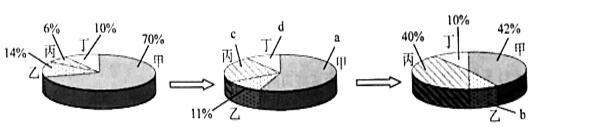 6% 10% 70%
14% 丙 丁 甲
乙
c d a
丙 丁 甲
11% 乙
40% 10% 42%
丙 丁 甲
乙 b